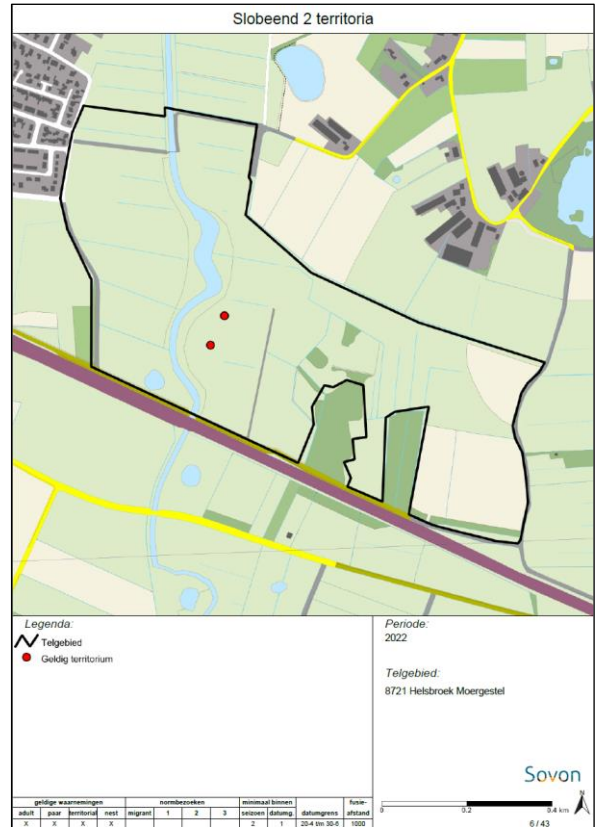 Slobeend 2 territoria
Legenda:
Telgebied
Geldig territorium
Periode:
2022
Telgebied:
8721 Helsbroek Moergestel
Sovon
0 0.2 0.4 km
6 / 43
geldige waarnemingen normbezoeken minimaal binnen fusie-
adult paar territoriaal nest migrant 1 2 3 seizoen datumg. datumgrens afstand
X X X X 2 1 20-4 t/m 30-6 1000